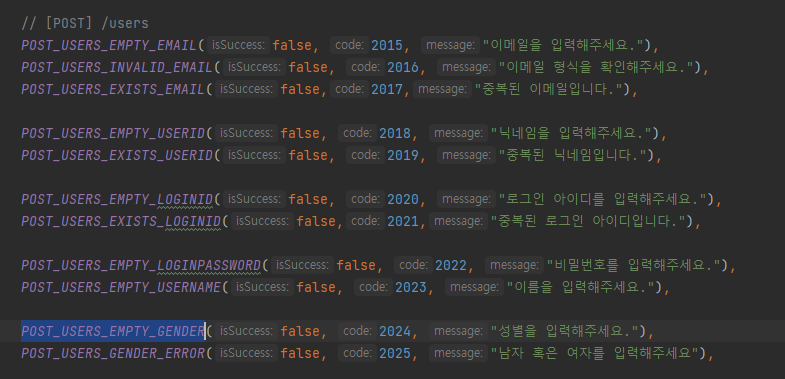 // [POST] /users
POST_USERS_EMPTY_EMAIL( isSuccess: false, code: 2015, message: "이메일을 입력해주세요."),
POST_USERS_INVALID_EMAIL( isSuccess: false, code: 2016, message: "이메일 형식을 확인해주세요."),
POST_USERS_EXISTS_EMAIL( isSuccess: false, code: 2017, message: "중복된 이메일입니다."),
POST_USERS_EMPTY_USERID( isSuccess: false, code: 2018, message: "닉네임을 입력해주세요."),
POST_USERS_EXISTS_USERID( isSuccess: false, code: 2019, message: "중복된 닉네임입니다."),
POST_USERS_EMPTY_LOGINID( isSuccess: false, code: 2020, message: "로그인 아이디를 입력해주세요."),
POST_USERS_EXISTS_LOGINID( isSuccess: false, code: 2021, message: "중복된 로그인 아이디입니다."),
POST_USERS_EMPTY_LOGINPASSWORD( isSuccess: false, code: 2022, message: "비밀번호를 입력해주세요."),
POST_USERS_EMPTY_USERNAME( isSuccess: false, code: 2023, message: "이름을 입력해주세요."),
POST_USERS_EMPTY_GENDER( isSuccess: false, code: 2024, message: "성별을 입력해주세요."),
POST_USERS_GENDER_ERROR( isSuccess: false, code: 2025, message: "남자 혹은 여자를 입력해주세요"),